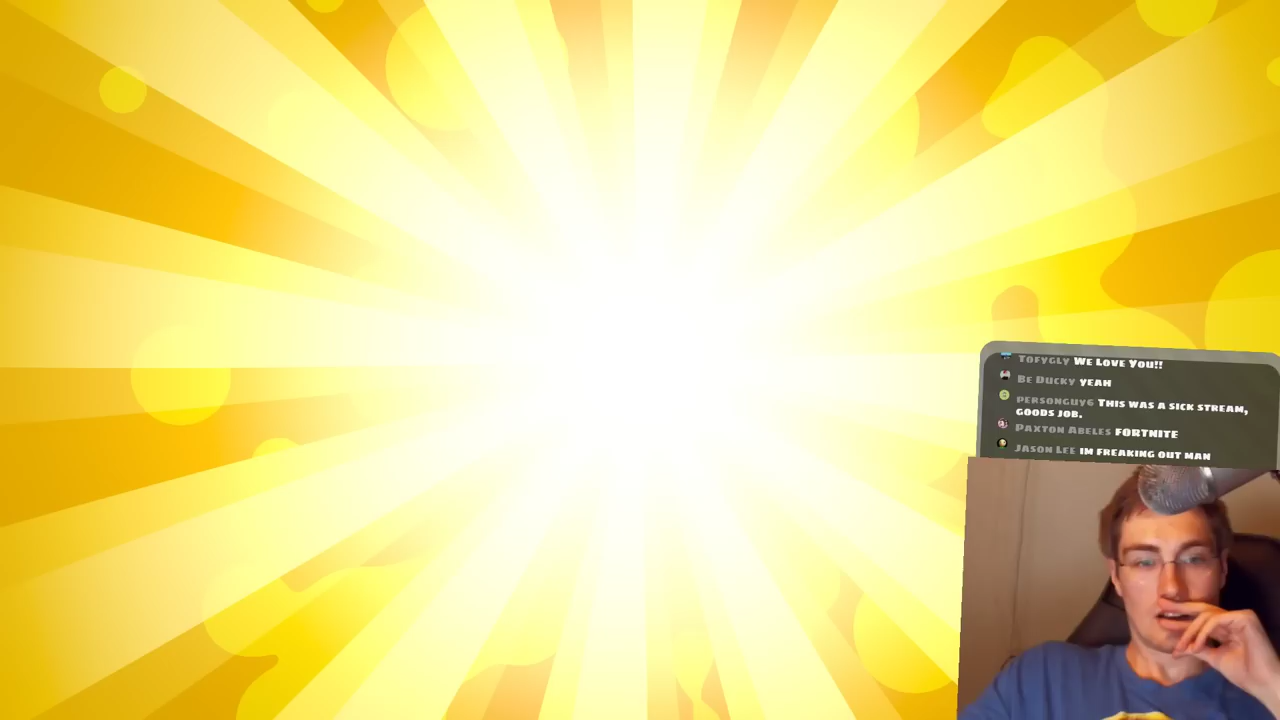 Tofygly We Love You!!
Be Ducky yeah
personguy6 This was a sick stream,
goods job.
Paxton Abeles FORTNITE
Jason Lee im freaking out man